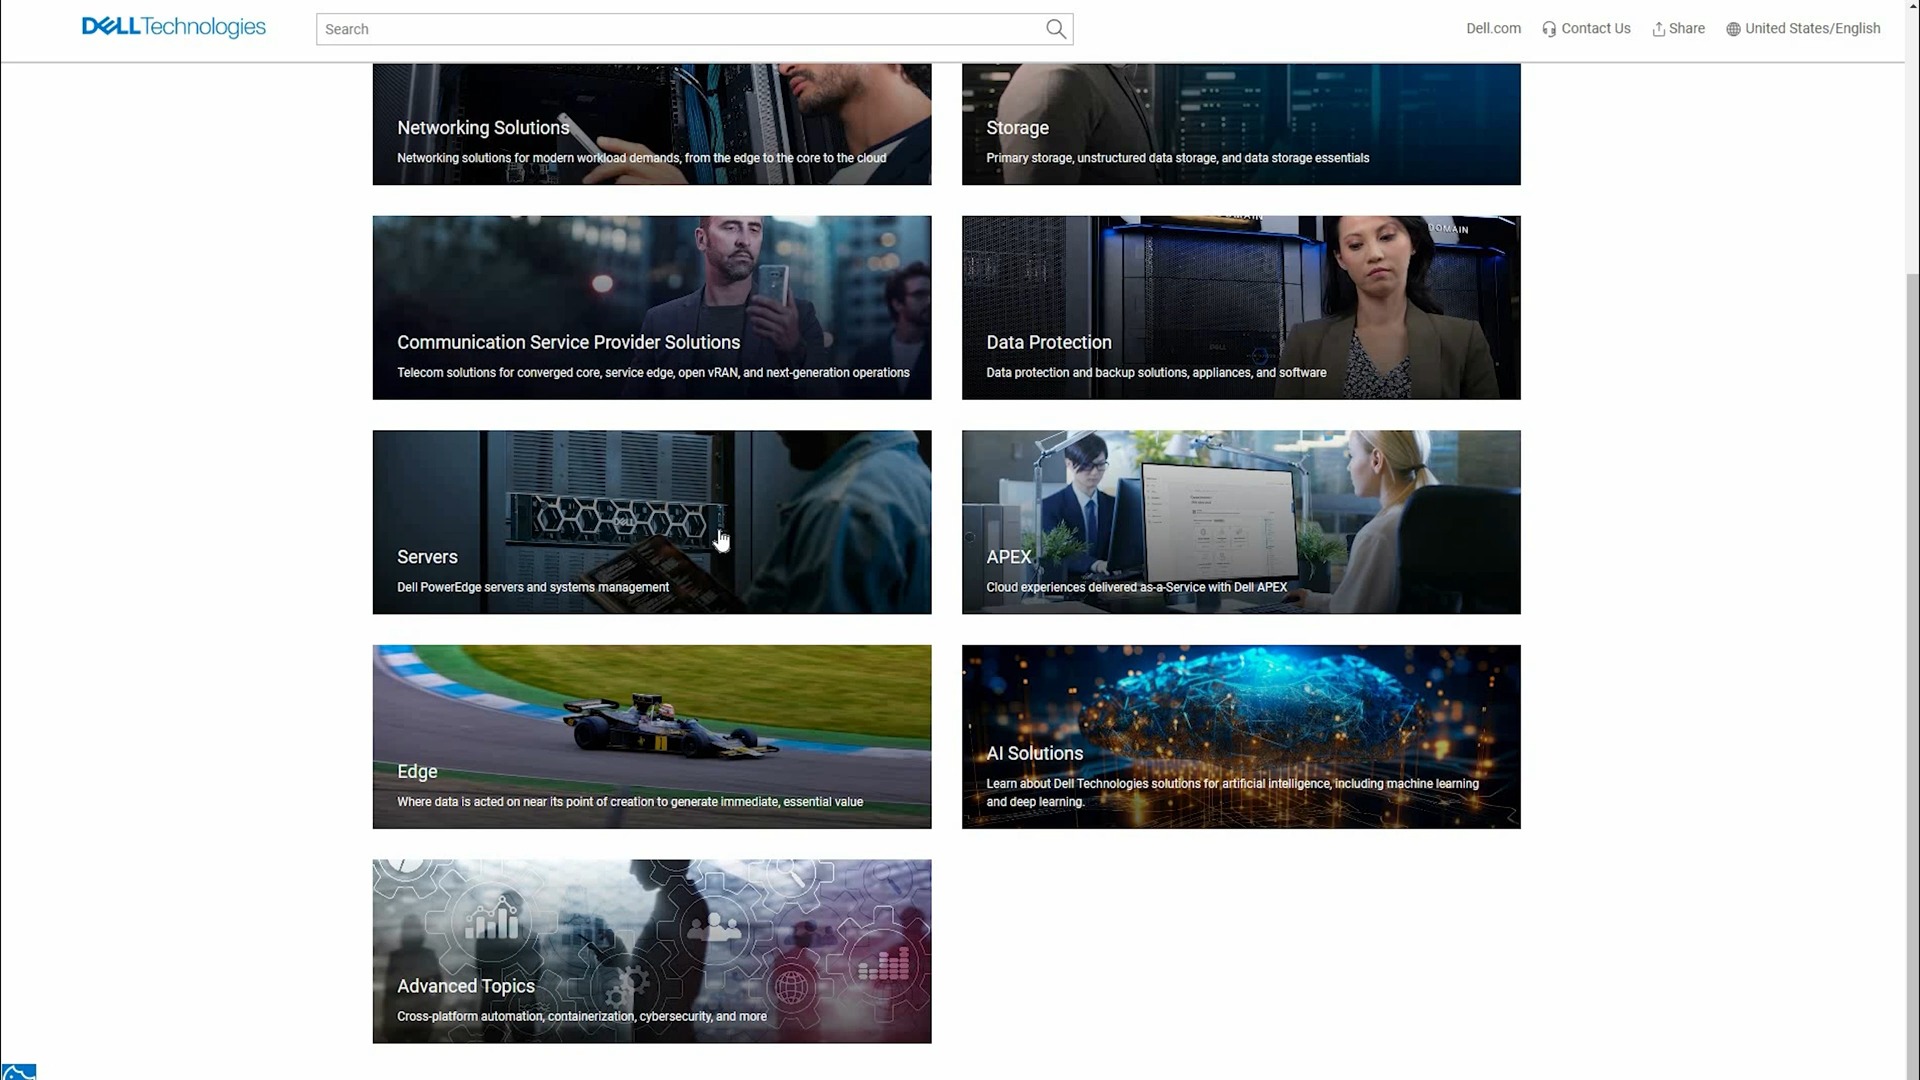 DELLTechnologies
Search
Dell.com
Contact Us
Share
United States/English
Networking Solutions
Networking solutions for modern workload demands, from the edge to the core to the cloud
Storage
Primary storage, unstructured data storage, and data storage essentials
Communication Service Provider Solutions
Telecom solutions for converged core, service edge, open vRAN, and next-generation operations
DOMAIN
Data Protection
Data protection and backup solutions, appliances, and software
DELL
Servers
Dell PowerEdge servers and systems management
APEX
Cloud experiences delivered as-a-Service with Dell APEX
1
Edge
Where data is acted on near its point of creation to generate immediate, essential value
AI Solutions
Learn about Dell Technologies solutions for artificial intelligence, including machine learning
and deep learning.
Advanced Topics
Cross-platform automation, containerization, cybersecurity, and more